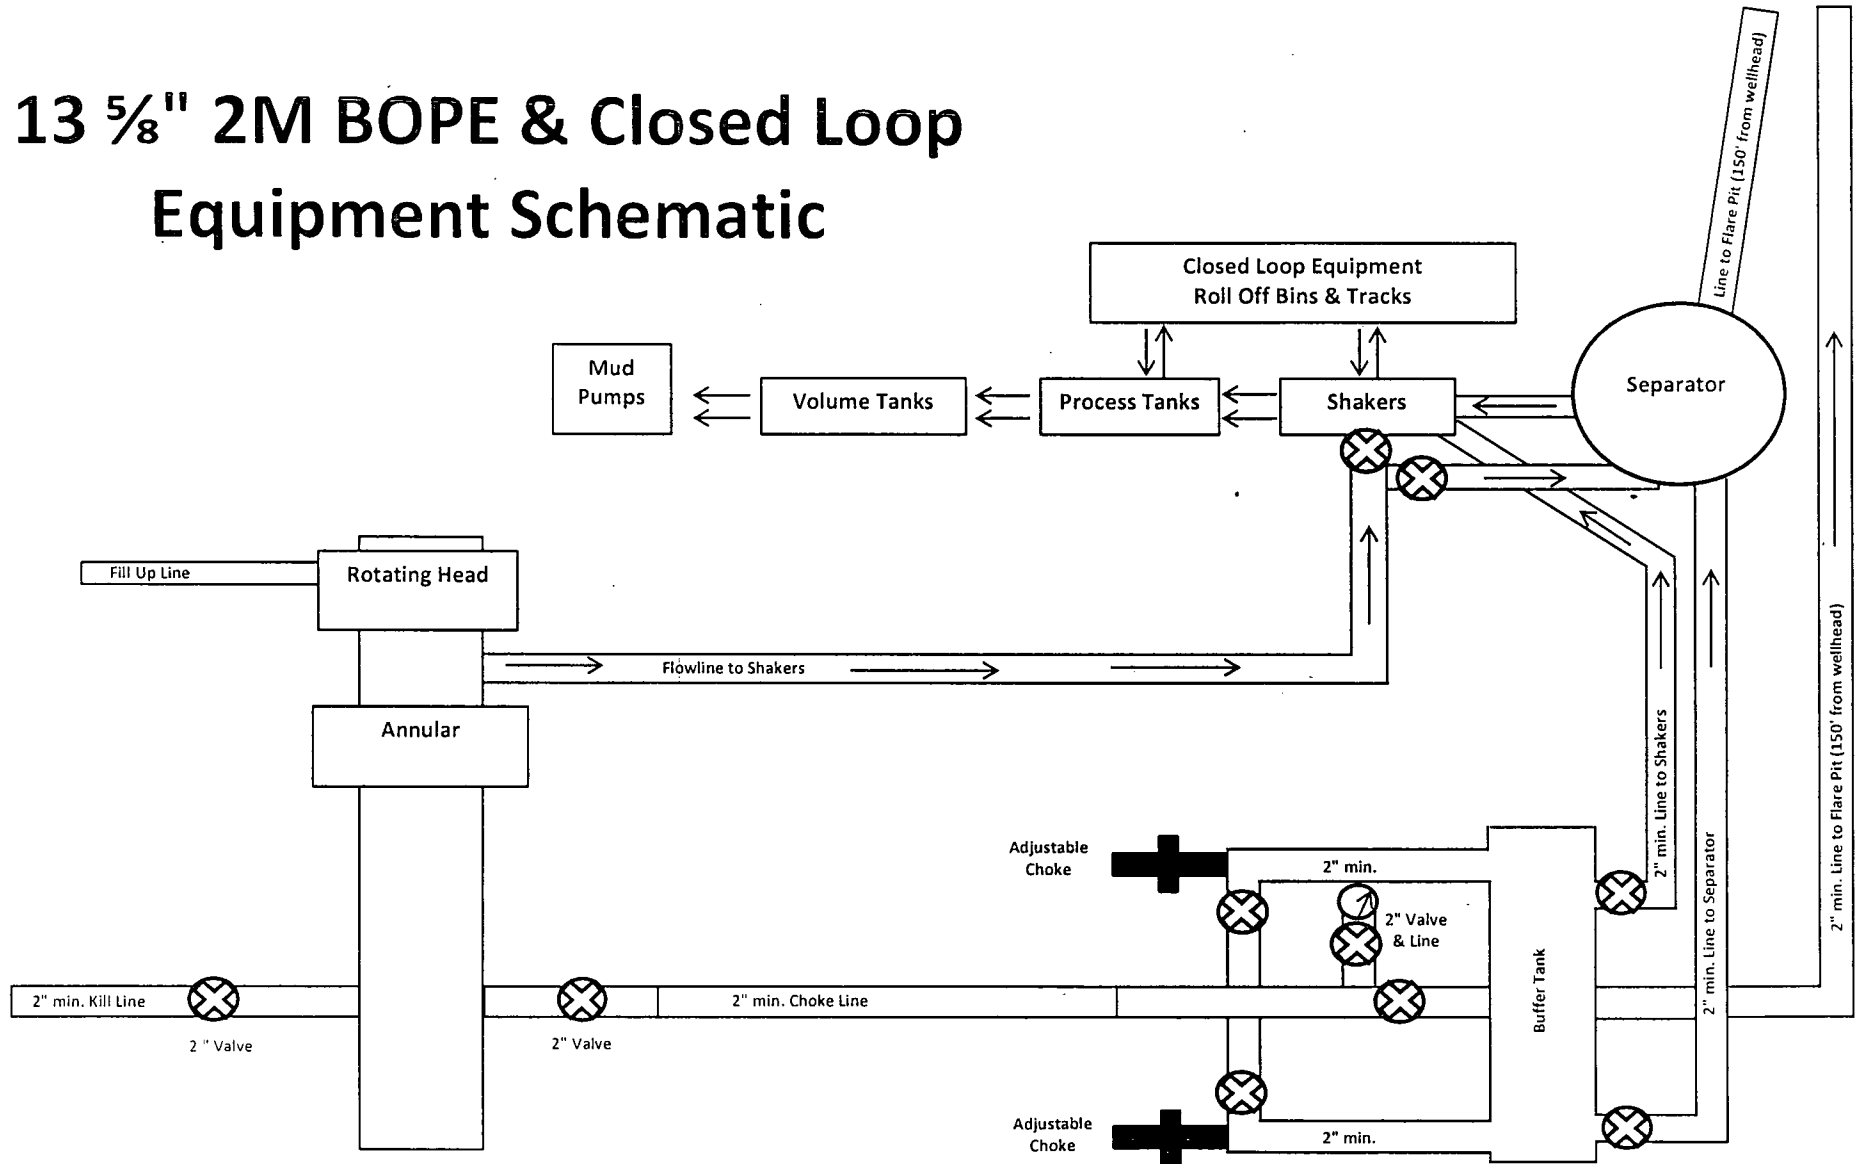 13 ⅝" 2M BOPE & Closed Loop
Equipment Schematic
Line to Flare Pit (150' from wellhead)
Closed Loop Equipment
Roll Off Bins & Tracks
Mud
Pumps
Volume Tanks
Process Tanks
Shakers
Separator
Fill Up Line
Rotating Head
Flowline to Shakers
Annular
2" min. Line to Shakers
2" min. Line to Separator
2" min. Line to Flare Pit (150' from wellhead)
Adjustable
Choke
2" min.
2" Valve
& Line
Buffer Tank
2" min. Kill Line
2" min. Choke Line
2 " Valve
2" Valve
Adjustable
Choke
2" min.